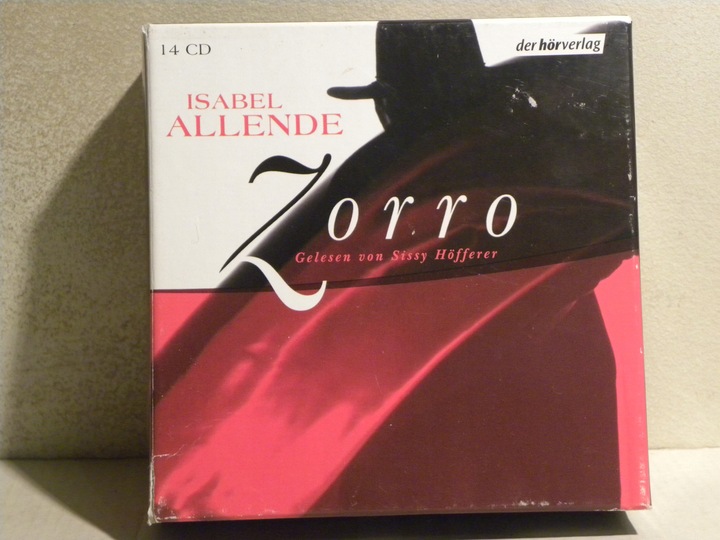 14 CD
der hörverlag
ISABEL
ALLENDE
Zorro
Gelesen von Sissy Höfferer